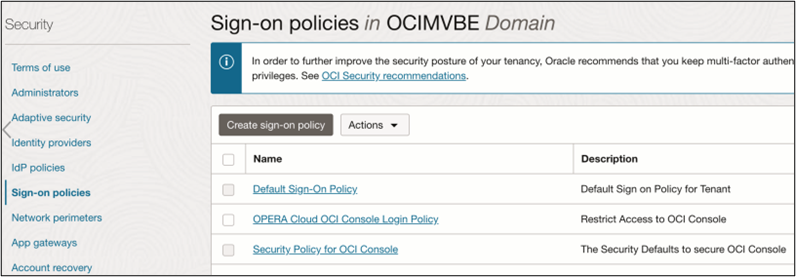 Security
Terms of use
Administrators
Adaptive security
Identity providers
IdP policies
Sign-on policies
Network perimeters
App gateways
Account recovery
Sign-on policies in OCIMVBE Domain
In order to further improve the security posture of your tenancy, Oracle recommends that you keep multi-factor authen
privileges. See OCI Security recommendations.
Create sign-on policy Actions
Name Description
Default Sign-On Policy Default Sign on Policy for Tenant
OPERA Cloud OCI Console Login Policy Restrict Access to OCI Console
Security Policy for OCI Console The Security Defaults to secure OCI Console